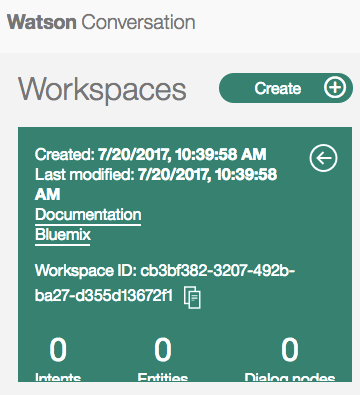 Watson Conversation
Workspaces
Create
Created: 7/20/2017, 10:39:58 AM
Last modified: 7/20/2017, 10:39:58
AM
Documentation
Bluemix
Workspace ID: cb3bf382-3207-492b-
ba27-d355d13672f1
0 0 0
Intents Entities Dialog nodes